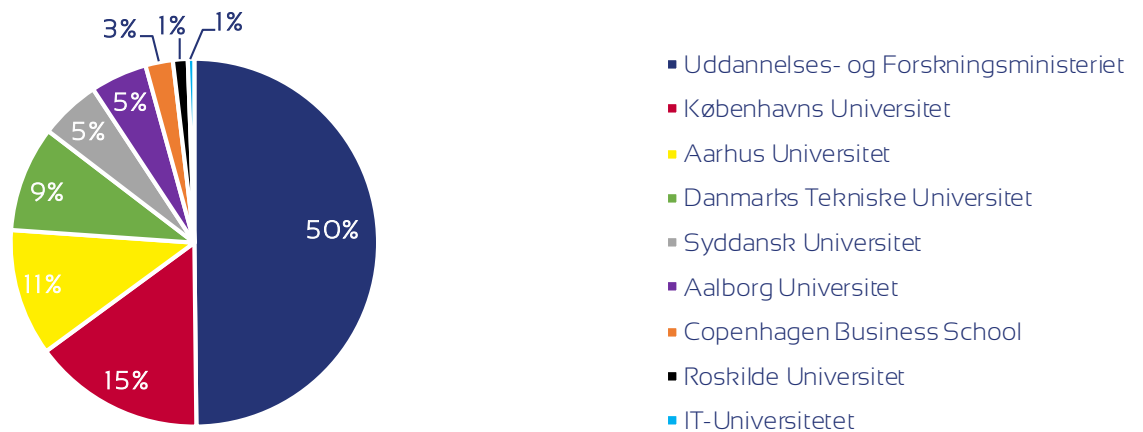 3%
1%
1%
5%
5%
9%
50%
11%
15%
Uddannelses- og Forskningsministeriet
Københavns Universitet
Aarhus Universitet
Danmarks Tekniske Universitet
Syddansk Universitet
Aalborg Universitet
Copenhagen Business School
Roskilde Universitet
IT-Universitetet